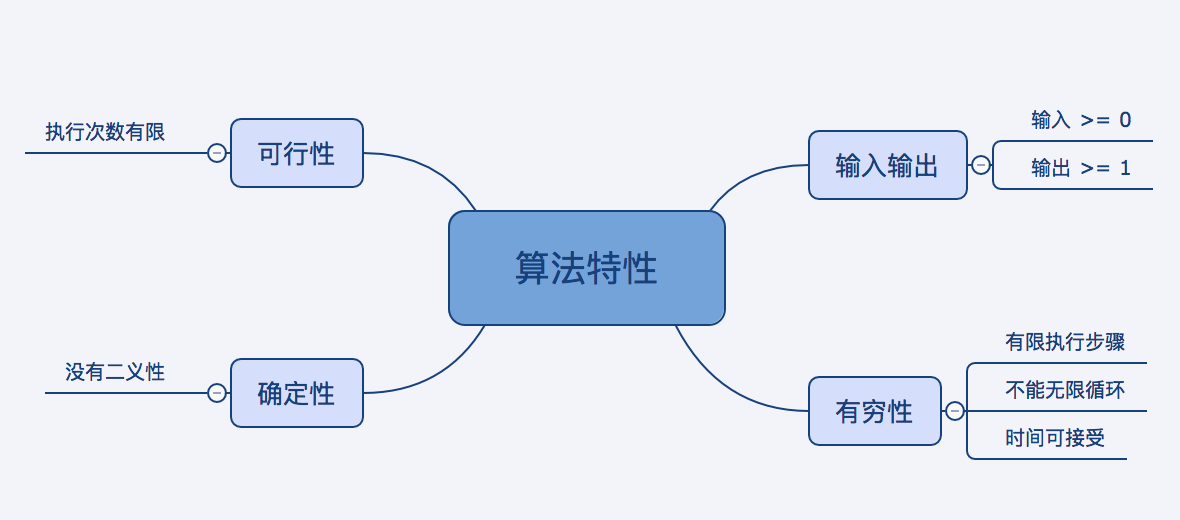 算法特性
输入输出
输入 >= 0
输出 >= 1
有穷性
有限执行步骤
不能无限循环
时间可接受
可行性
执行次数有限
确定性
没有二义性